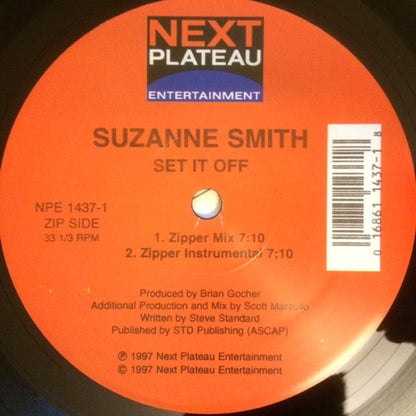 NEXT
PLATEAU
ENTERTAINMENT
SUZANNE SMITH
SET IT OFF
NPE 1437-1
ZIP SIDE
33 1/3 RPM
1. Zipper Mix 7:10
2. Zipper Instrumental 7:10
0 16861 1437-1 8
Produced by Brian Gocher
Additional Production and Mix by Scott Marzullo
Written by Steve Standard
Published by STD Publishing (ASCAP)
℗ 1997 Next Plateau Entertainment
© 1997 Next Plateau Entertainment